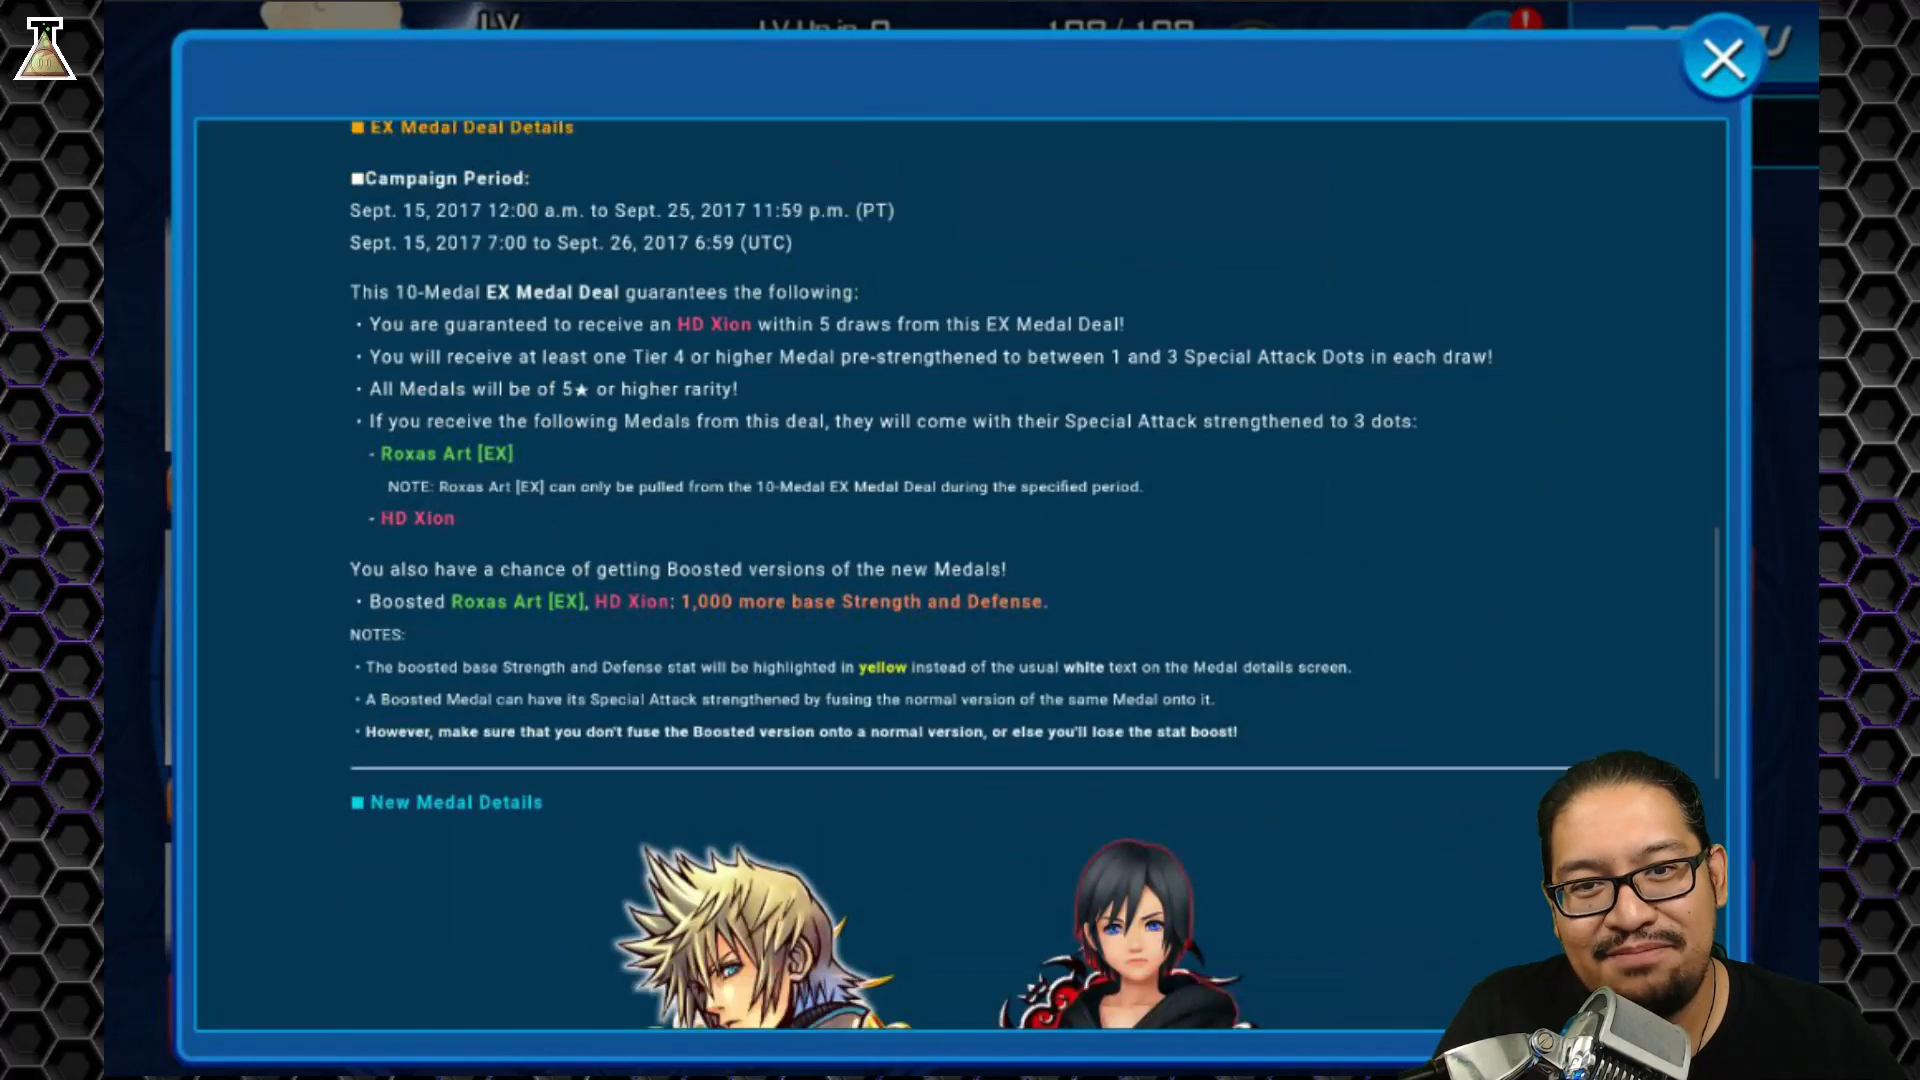 LV
■ EX Medal Deal Details
■Campaign Period:
Sept. 15, 2017 12:00 a.m. to Sept. 25, 2017 11:59 p.m. (PT)
Sept. 15, 2017 7:00 to Sept. 26, 2017 6:59 (UTC)
This 10-Medal EX Medal Deal guarantees the following:
・You are guaranteed to receive an HD Xion within 5 draws from this EX Medal Deal!
・You will receive at least one Tier 4 or higher Medal pre-strengthened to between 1 and 3 Special Attack Dots in each draw!
・All Medals will be of 5★ or higher rarity!
・If you receive the following Medals from this deal, they will come with their Special Attack strengthened to 3 dots:
- Roxas Art [EX]
NOTE: Roxas Art [EX] can only be pulled from the 10-Medal EX Medal Deal during the specified period.
- HD Xion
You also have a chance of getting Boosted versions of the new Medals!
・Boosted Roxas Art [EX], HD Xion: 1,000 more base Strength and Defense.
NOTES:
・The boosted base Strength and Defense stat will be highlighted in yellow instead of the usual white text on the Medal details screen.
・A Boosted Medal can have its Special Attack strengthened by fusing the normal version of the same Medal onto it.
・However, make sure that you don't fuse the Boosted version onto a normal version, or else you'll lose the stat boost!
■ New Medal Details